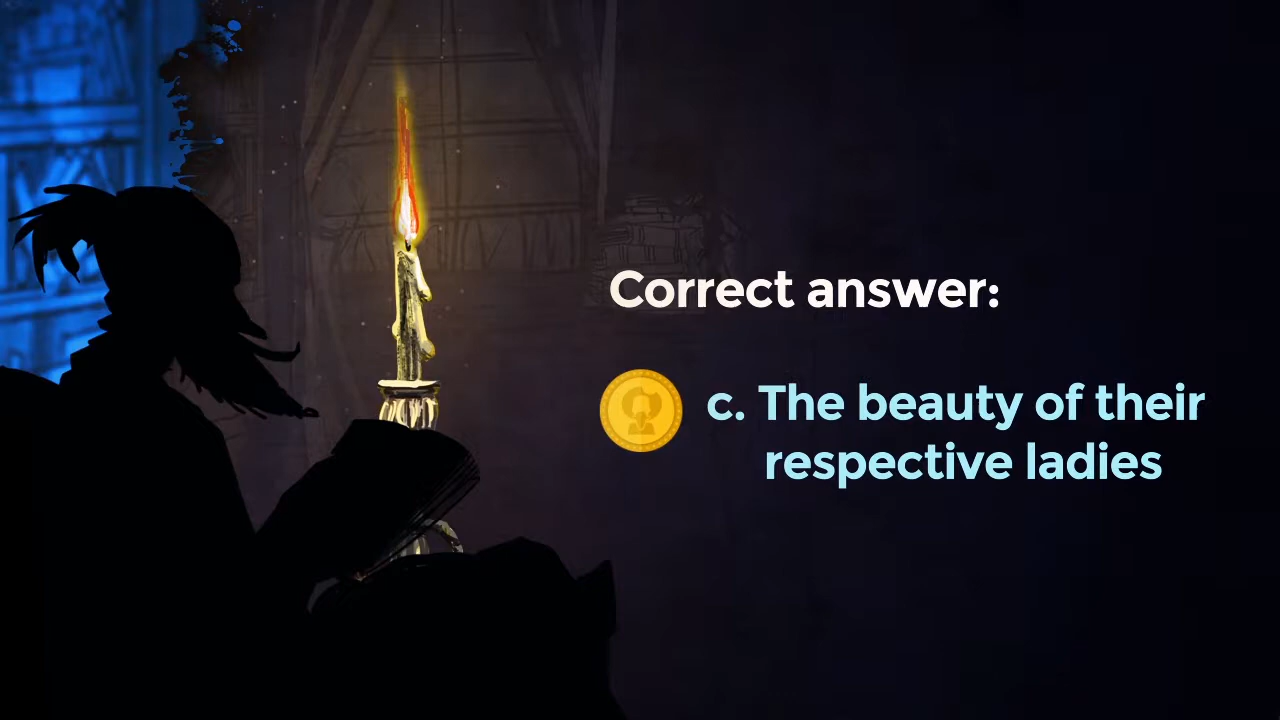 Correct answer:
c. The beauty of their
respective ladies